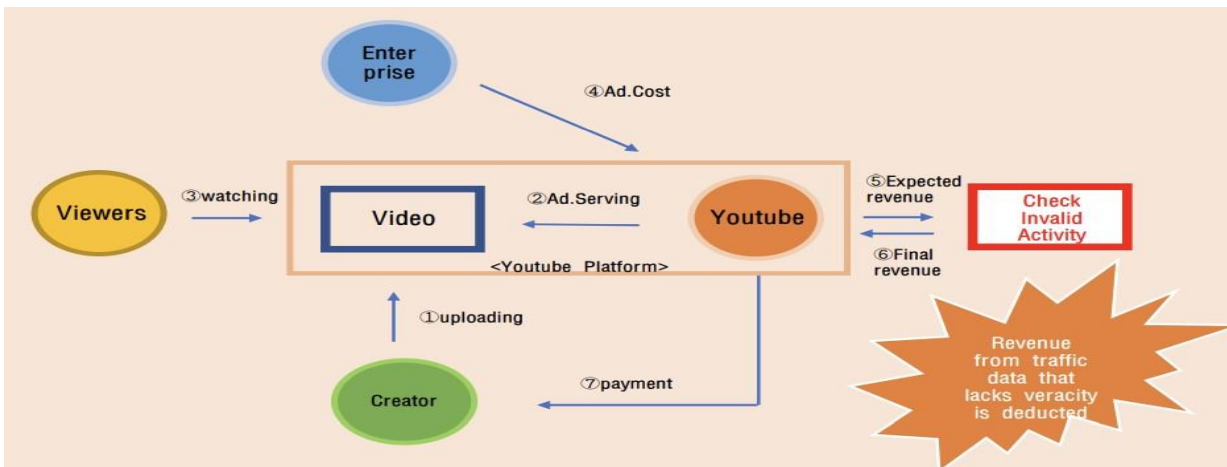 Enter
prise
④Ad.Cost
③watching
Viewers
Video
②Ad.Serving
Youtube
<Youtube Platform>
⑤Expected
revenue
⑥Final
revenue
Check
Invalid
Activity
①uploading
Creator
⑦payment
Revenue
from traffic
data that
lacks veracity
is deducted